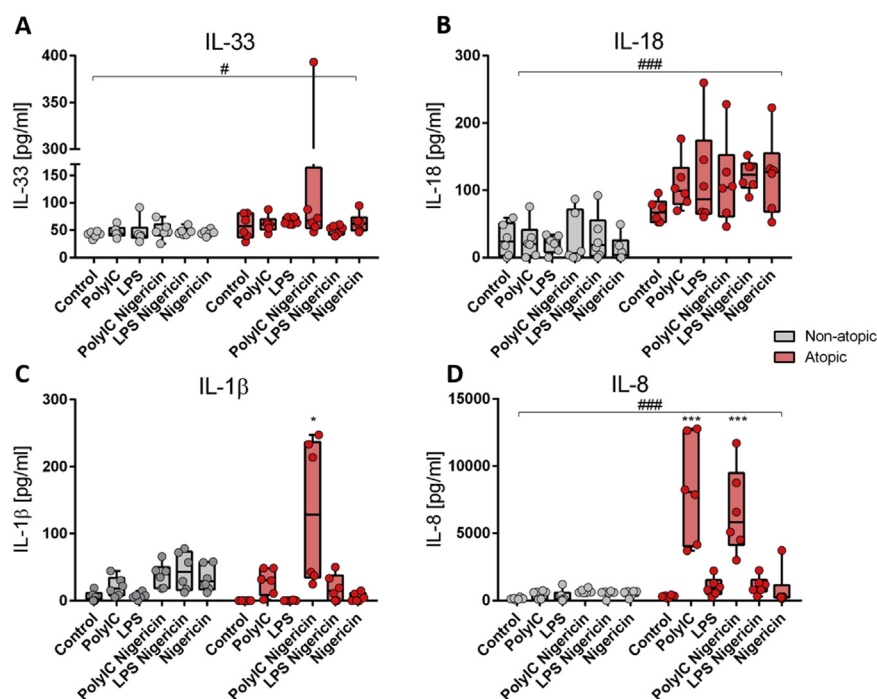 A
IL-33
#
IL-33 [pg/ml]
400
350
300
150
100
50
0
Control
PolyIC
LPS
PolyIC Nigericin
LPS Nigericin
Nigericin
Control
PolyIC
LPS
PolyIC Nigericin
LPS Nigericin
Nigericin
B
IL-18
###
IL-18 [pg/ml]
300
200
100
0
Control
PolyIC
LPS
PolyIC Nigericin
LPS Nigericin
Nigericin
Control
PolyIC
LPS
PolyIC Nigericin
LPS Nigericin
Nigericin
Non-atopic
Atopic
C
IL-1β
*
IL-1β [pg/ml]
300
200
100
0
Control
PolyIC
LPS
PolyIC Nigericin
LPS Nigericin
Nigericin
Control
PolyIC
LPS
PolyIC Nigericin
LPS Nigericin
Nigericin
D
IL-8
###
***
***
IL-8 [pg/ml]
15000
10000
5000
0
Control
PolyIC
LPS
PolyIC Nigericin
LPS Nigericin
Nigericin
Control
PolyIC
LPS
PolyIC Nigericin
LPS Nigericin
Nigericin